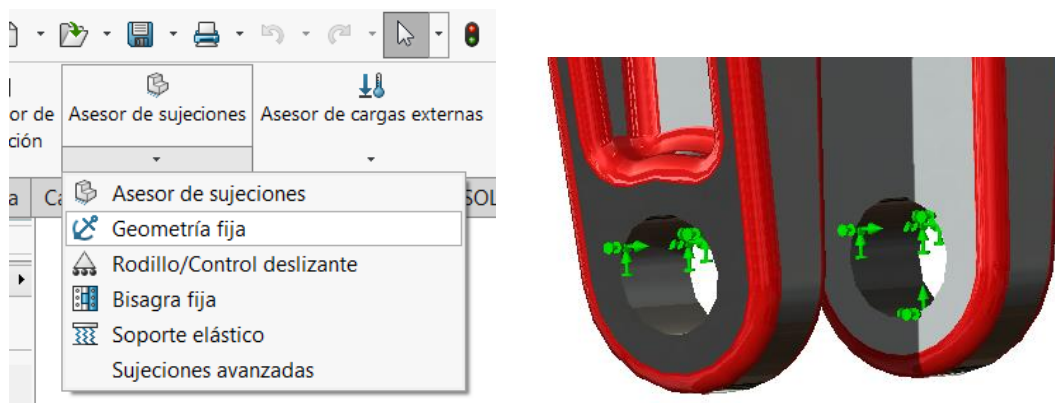 or de
ción
Asesor de sujeciones
Asesor de cargas externas
a
SOL
Asesor de sujeciones
Geometría fija
Rodillo/Control deslizante
Bisagra fija
Soporte elástico
Sujeciones avanzadas